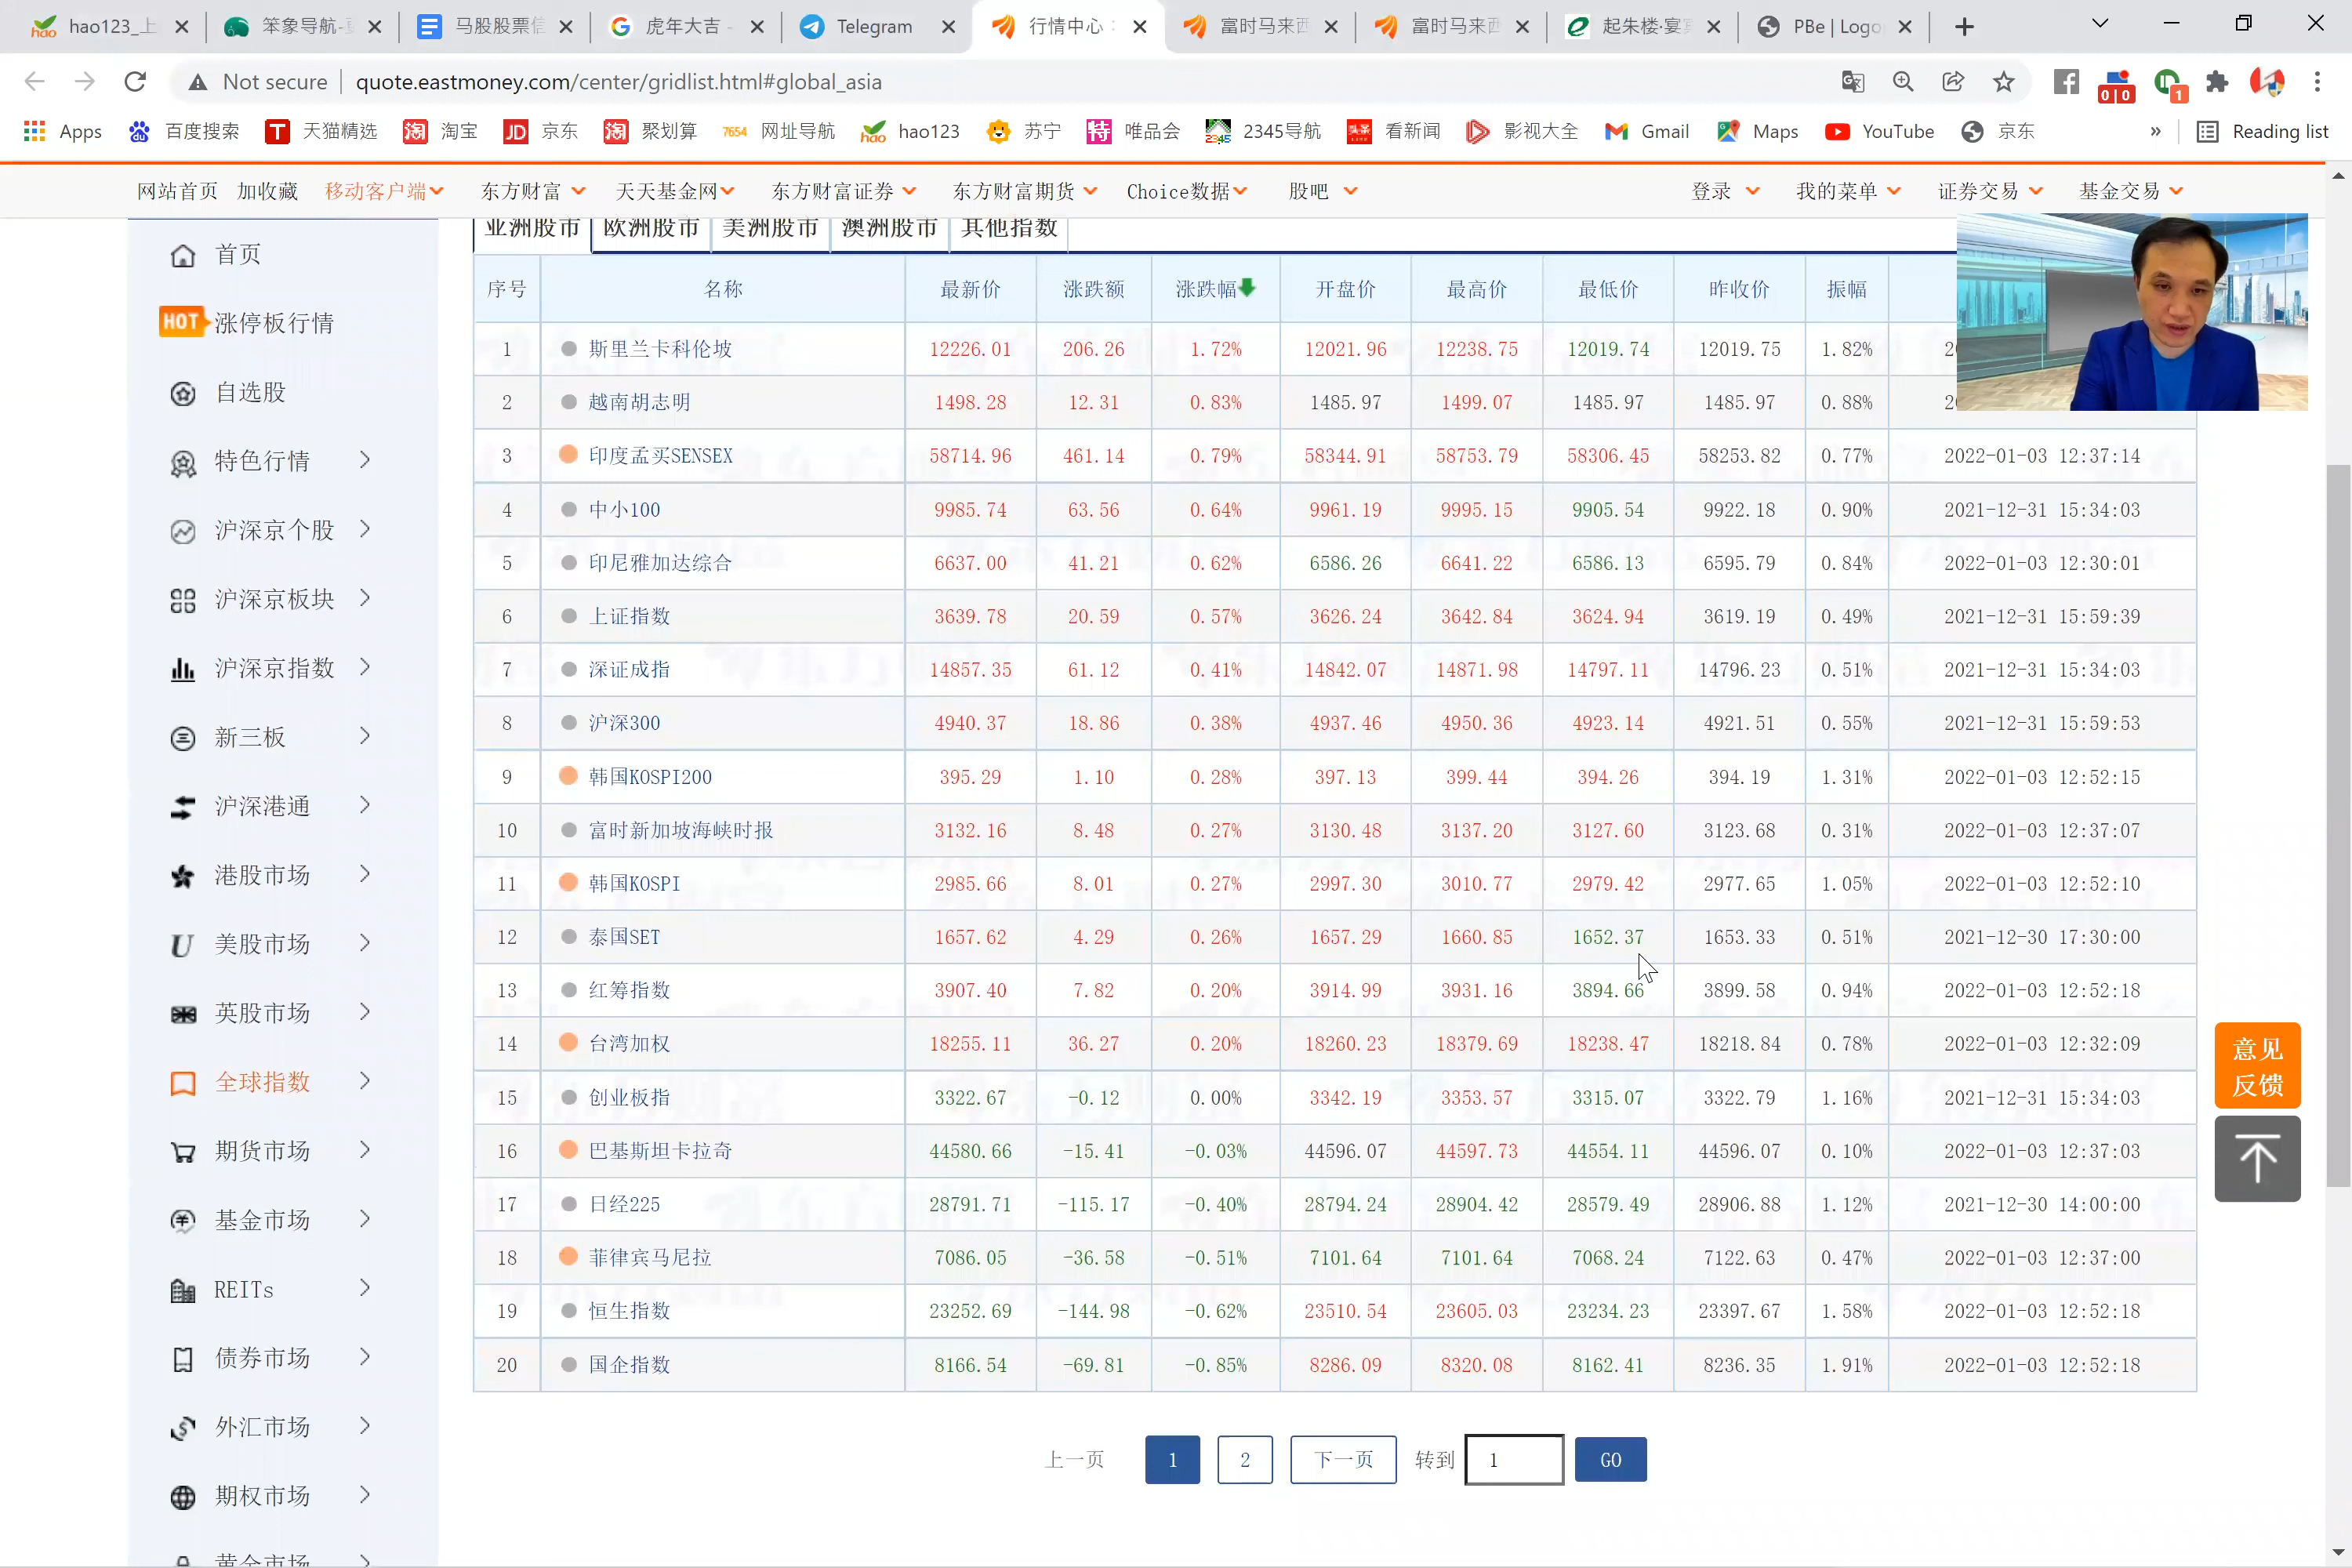 hao123_上 笨象导航- 马股股票信 虎年大吉 - Telegram 行情中心 : 富时马来西 富时马来西 起朱楼·宴宾 PBe | Logo
Not secure quote.eastmoney.com/center/gridlist.html#global_asia 0|0 1
Apps 百度搜索 天猫精选 淘宝 京东 聚划算 网址导航 hao123 苏宁 唯品会 2345导航 看新闻 影视大全 Gmail Maps YouTube 京东 » Reading list
网站首页 加收藏 移动客户端 东方财富 天天基金网 东方财富证券 东方财富期货 Choice数据 股吧 登录 我的菜单 证券交易 基金交易
亚洲股市 欧洲股市 美洲股市 澳洲股市 其他指数
首页
HOT 涨停板行情
自选股
特色行情
沪深京个股
沪深京板块
沪深京指数
新三板
沪深港通
港股市场
美股市场
英股市场
全球指数
期货市场
基金市场
REITs
债券市场
外汇市场
期权市场
黄金市场
序号 名称 最新价 涨跌额 涨跌幅 开盘价 最高价 最低价 昨收价 振幅
1 斯里兰卡科伦坡 12226.01 206.26 1.72% 12021.96 12238.75 12019.74 12019.75 1.82%
2 越南胡志明 1498.28 12.31 0.83% 1485.97 1499.07 1485.97 1485.97 0.88%
3 印度孟买SENSEX 58714.96 461.14 0.79% 58344.91 58753.79 58306.45 58253.82 0.77% 2022-01-03 12:37:14
4 中小100 9985.74 63.56 0.64% 9961.19 9995.15 9905.54 9922.18 0.90% 2021-12-31 15:34:03
5 印尼雅加达综合 6637.00 41.21 0.62% 6586.26 6641.22 6586.13 6595.79 0.84% 2022-01-03 12:30:01
6 上证指数 3639.78 20.59 0.57% 3626.24 3642.84 3624.94 3619.19 0.49% 2021-12-31 15:59:39
7 深证成指 14857.35 61.12 0.41% 14842.07 14871.98 14797.11 14796.23 0.51% 2021-12-31 15:34:03
8 沪深300 4940.37 18.86 0.38% 4937.46 4950.36 4923.14 4921.51 0.55% 2021-12-31 15:59:53
9 韩国KOSPI200 395.29 1.10 0.28% 397.13 399.44 394.26 394.19 1.31% 2022-01-03 12:52:15
10 富时新加坡海峡时报 3132.16 8.48 0.27% 3130.48 3137.20 3127.60 3123.68 0.31% 2022-01-03 12:37:07
11 韩国KOSPI 2985.66 8.01 0.27% 2997.30 3010.77 2979.42 2977.65 1.05% 2022-01-03 12:52:10
12 泰国SET 1657.62 4.29 0.26% 1657.29 1660.85 1652.37 1653.33 0.51% 2021-12-30 17:30:00
13 红筹指数 3907.40 7.82 0.20% 3914.99 3931.16 3894.66 3899.58 0.94% 2022-01-03 12:52:18
14 台湾加权 18255.11 36.27 0.20% 18260.23 18379.69 18238.47 18218.84 0.78% 2022-01-03 12:32:09
15 创业板指 3322.67 -0.12 0.00% 3342.19 3353.57 3315.07 3322.79 1.16% 2021-12-31 15:34:03
16 巴基斯坦卡拉奇 44580.66 -15.41 -0.03% 44596.07 44597.73 44554.11 44596.07 0.10% 2022-01-03 12:37:03
17 日经225 28791.71 -115.17 -0.40% 28794.24 28904.42 28579.49 28906.88 1.12% 2021-12-30 14:00:00
18 菲律宾马尼拉 7086.05 -36.58 -0.51% 7101.64 7101.64 7068.24 7122.63 0.47% 2022-01-03 12:37:00
19 恒生指数 23252.69 -144.98 -0.62% 23510.54 23605.03 23234.23 23397.67 1.58% 2022-01-03 12:52:18
20 国企指数 8166.54 -69.81 -0.85% 8286.09 8320.08 8162.41 8236.35 1.91% 2022-01-03 12:52:18
上一页 1 2 下一页 转到 1 GO
意见
反馈